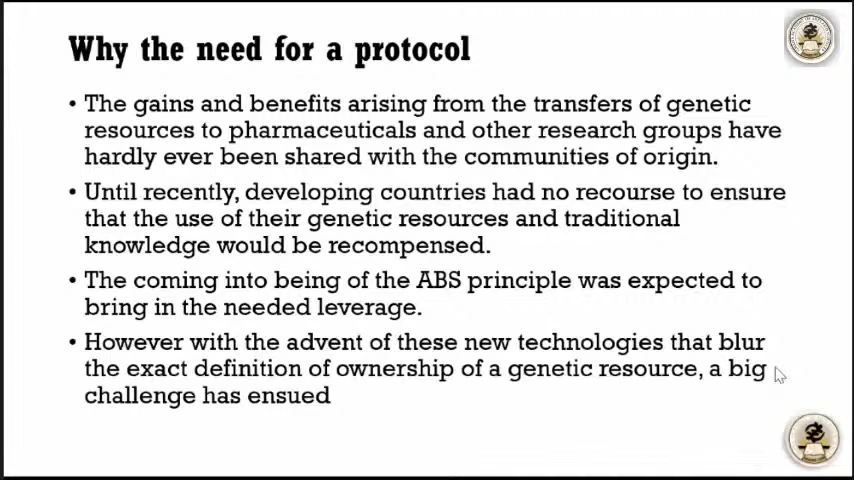 Why the need for a protocol
• The gains and benefits arising from the transfers of genetic
resources to pharmaceuticals and other research groups have
hardly ever been shared with the communities of origin.
• Until recently, developing countries had no recourse to ensure
that the use of their genetic resources and traditional
knowledge would be recompensed.
• The coming into being of the ABS principle was expected to
bring in the needed leverage.
• However with the advent of these new technologies that blur
the exact definition of ownership of a genetic resource, a big
challenge has ensued